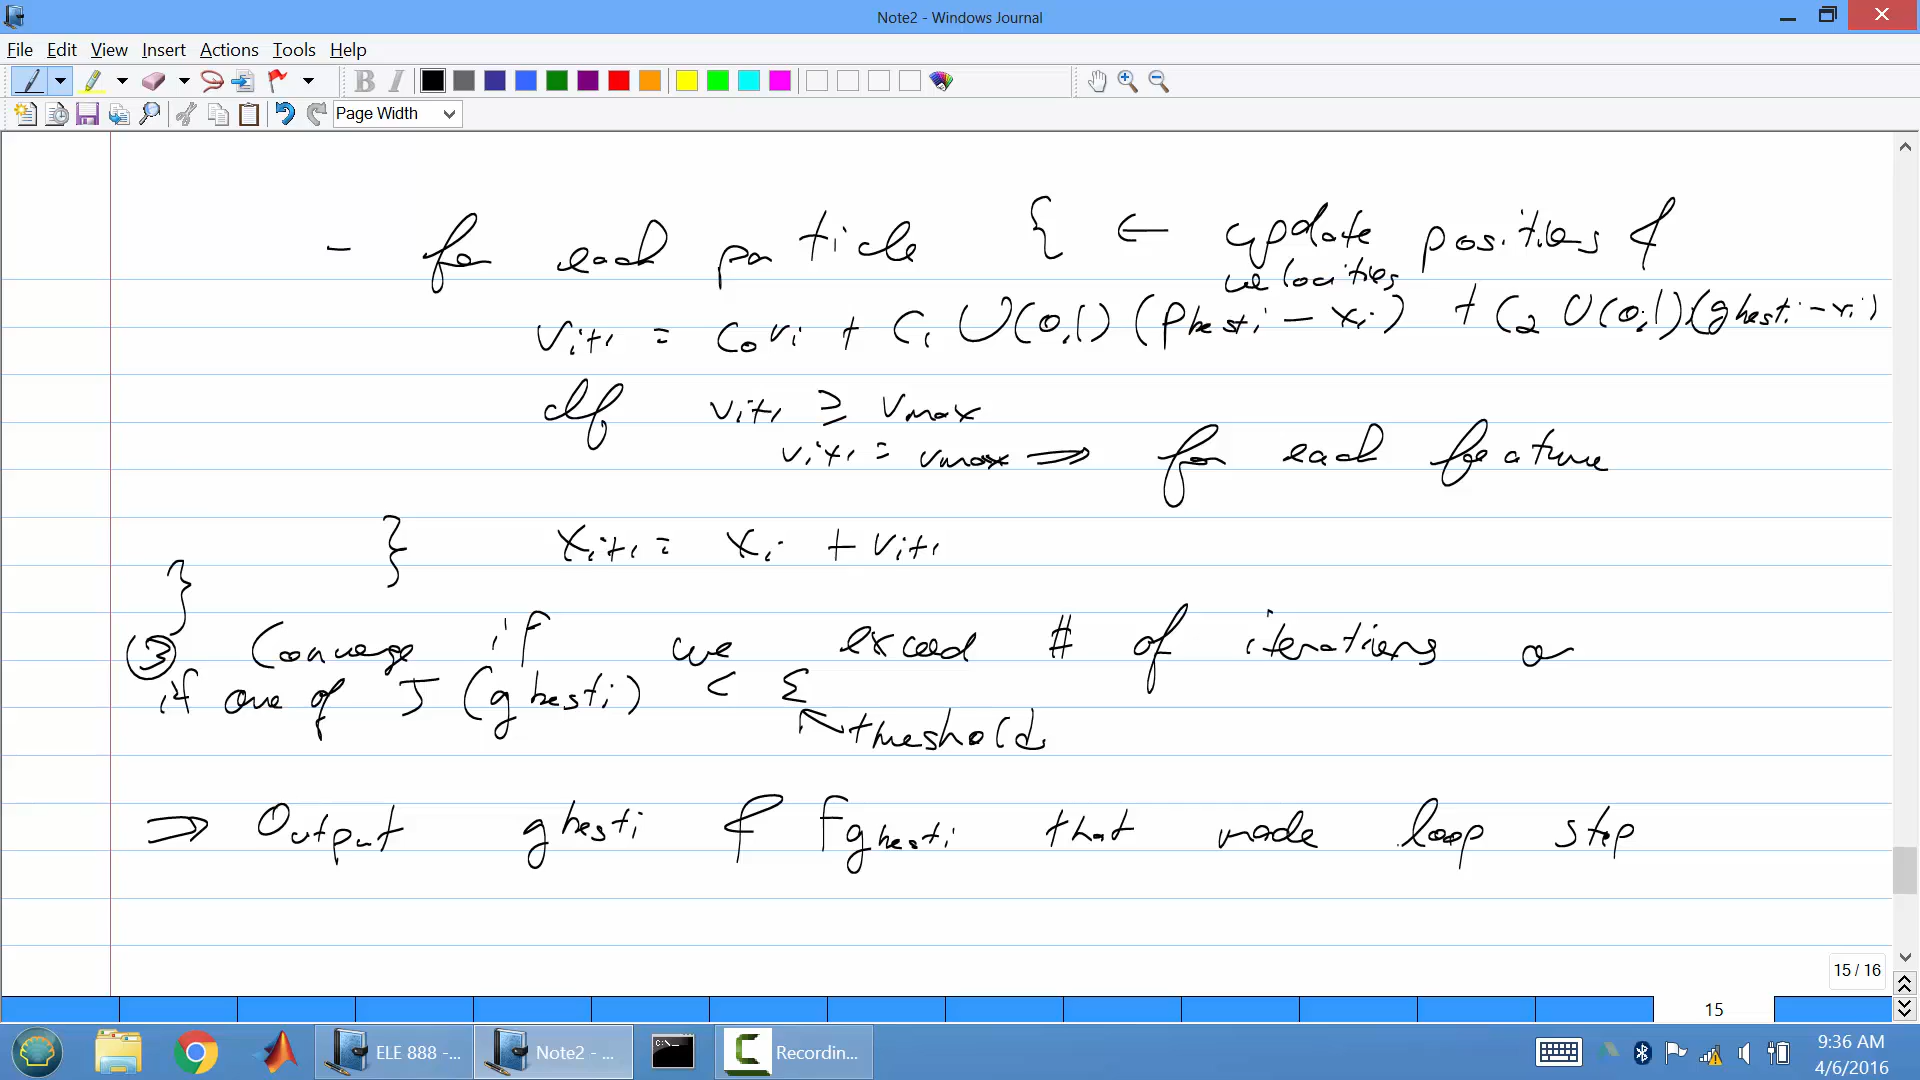 Note2 - Windows Journal
File Edit View Insert Actions Tools Help
B I
Page Width
- for each particle { ← update positions &
velocities
Vi+1 = C0Vi + C1 U(0,1) (Pbesti - Xi) + C2 U(0,1)(gbesti - xi)
If Vi+1 ≥ Vmax
Vi+1 = Vmax ⇒ for each feature
} Xi+1 = Xi + Vi+1
}
③ Converge if we exceed # of iterations or
if one of J (gbesti) < Σ
↖ threshold
⇒ Output gbesti & Fgbesti that made loop stop
15 / 16
15
ELE 888 -...
Note2 - ...
C:\_
Recordin...
9:36 AM
4/6/2016